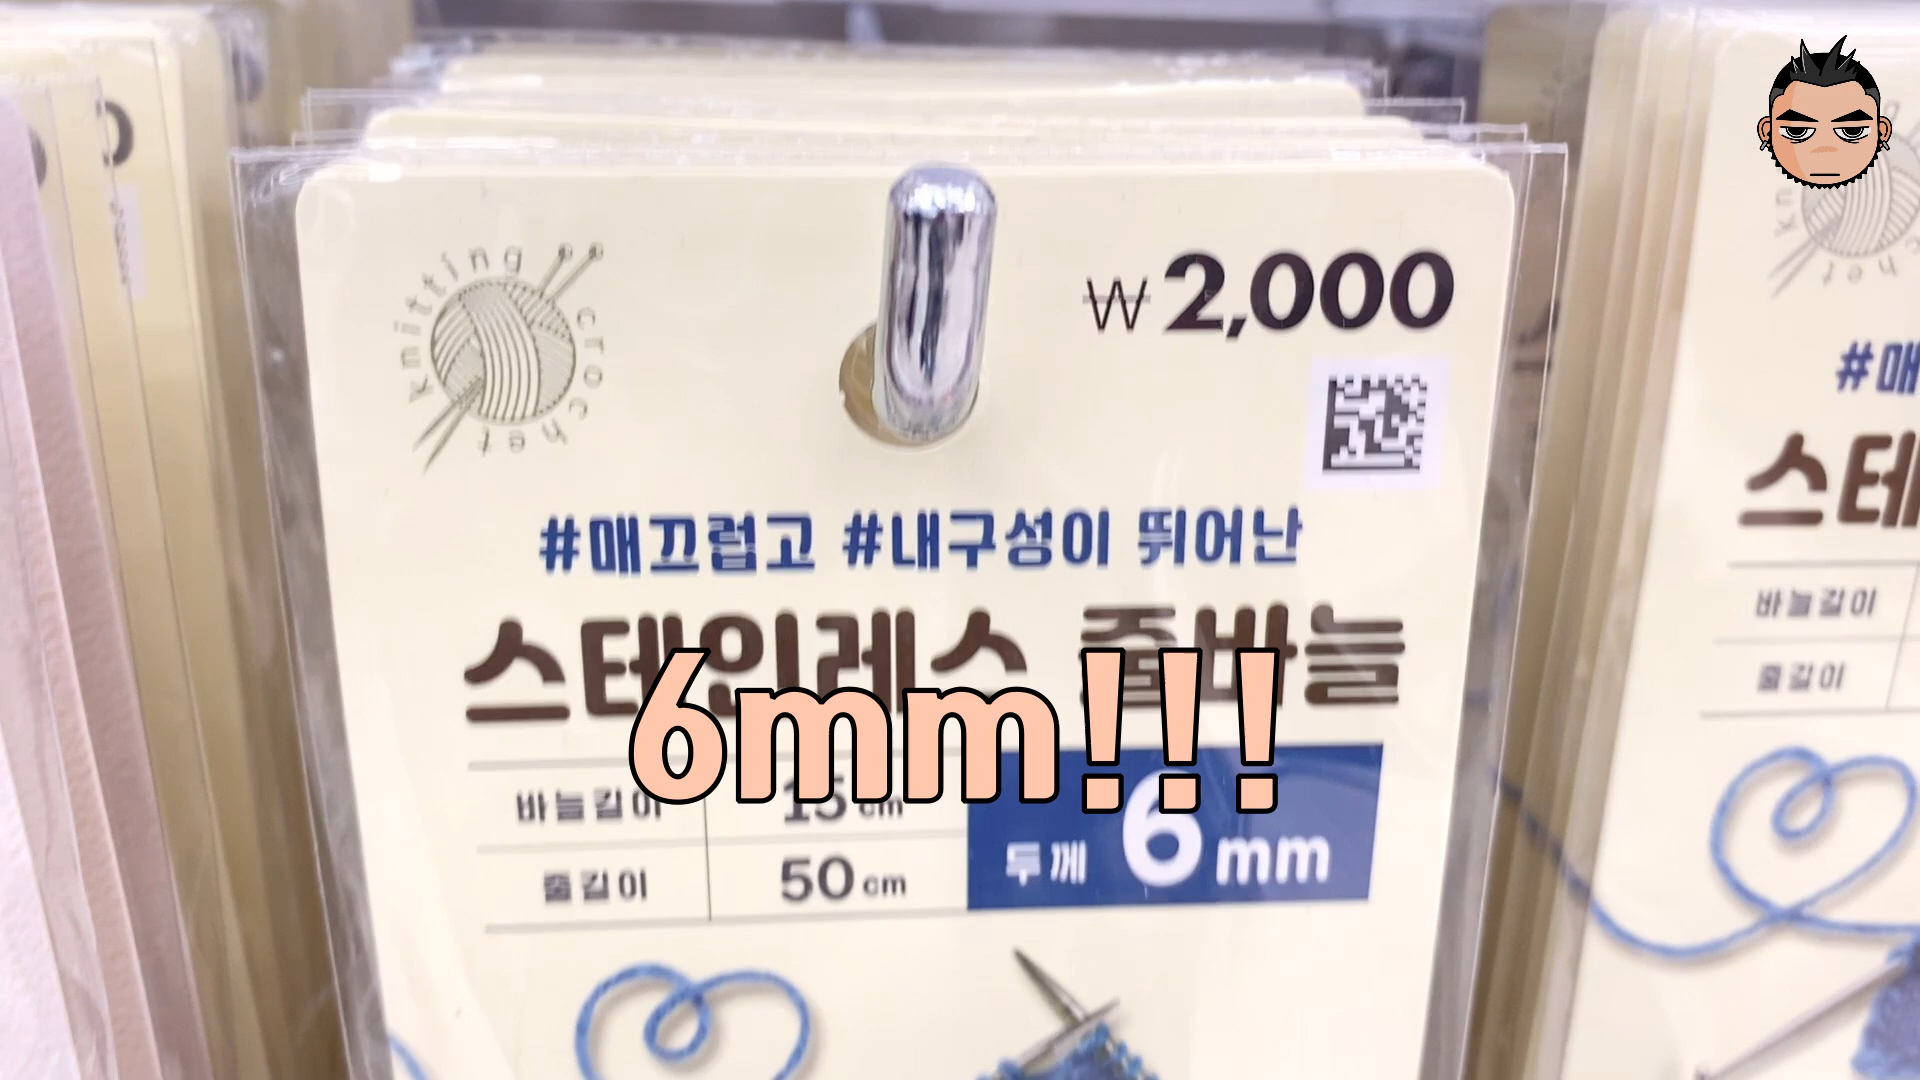 knitting crochet
₩2,000
#매끄럽고 #내구성이 뛰어난
스테인레스 줄바늘
6mm!!!
바늘길이 15cm
두께 6mm
줄길이 50cm
#매
스테
바늘길이
줄길이